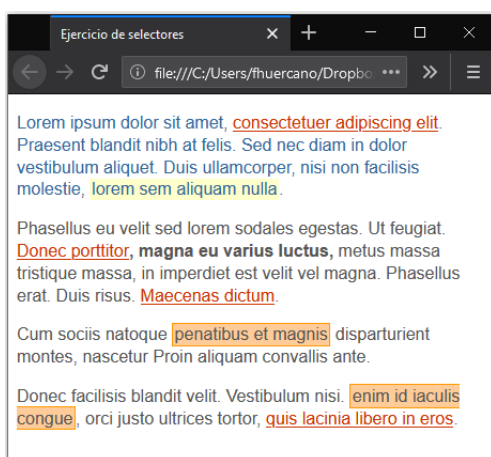 Ejercicio de selectores
file:///C:/Users/fhuercano/Dropbo
Lorem ipsum dolor sit amet, consectetuer adipiscing elit.
Praesent blandit nibh at felis. Sed nec diam in dolor
vestibulum aliquet. Duis ullamcorper, nisi non facilisis
molestie, lorem sem aliquam nulla.
Phasellus eu velit sed lorem sodales egestas. Ut feugiat.
Donec porttitor, magna eu varius luctus, metus massa
tristique massa, in imperdiet est velit vel magna. Phasellus
erat. Duis risus. Maecenas dictum.
Cum sociis natoque penatibus et magnis disparturient
montes, nascetur Proin aliquam convallis ante.
Donec facilisis blandit velit. Vestibulum nisi. enim id iaculis
congue, orci justo ultrices tortor, quis lacinia libero in eros.